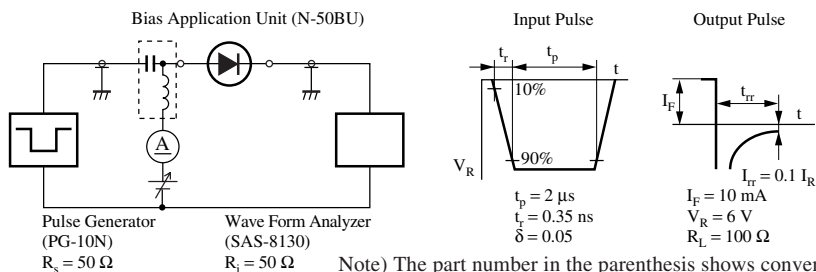 Bias Application Unit (N-50BU)
A
Pulse Generator
(PG-10N)
R_s = 50 Ω
Wave Form Analyzer
(SAS-8130)
R_i = 50 Ω
Input Pulse
t_r
t_p
t
10%
90%
V_R
t_p = 2 µs
t_r = 0.35 ns
δ = 0.05
Output Pulse
I_F
t_rr
t
I_rr = 0.1 I_R
I_F = 10 mA
V_R = 6 V
R_L = 100 Ω
Note) The part number in the parenthesis shows conver